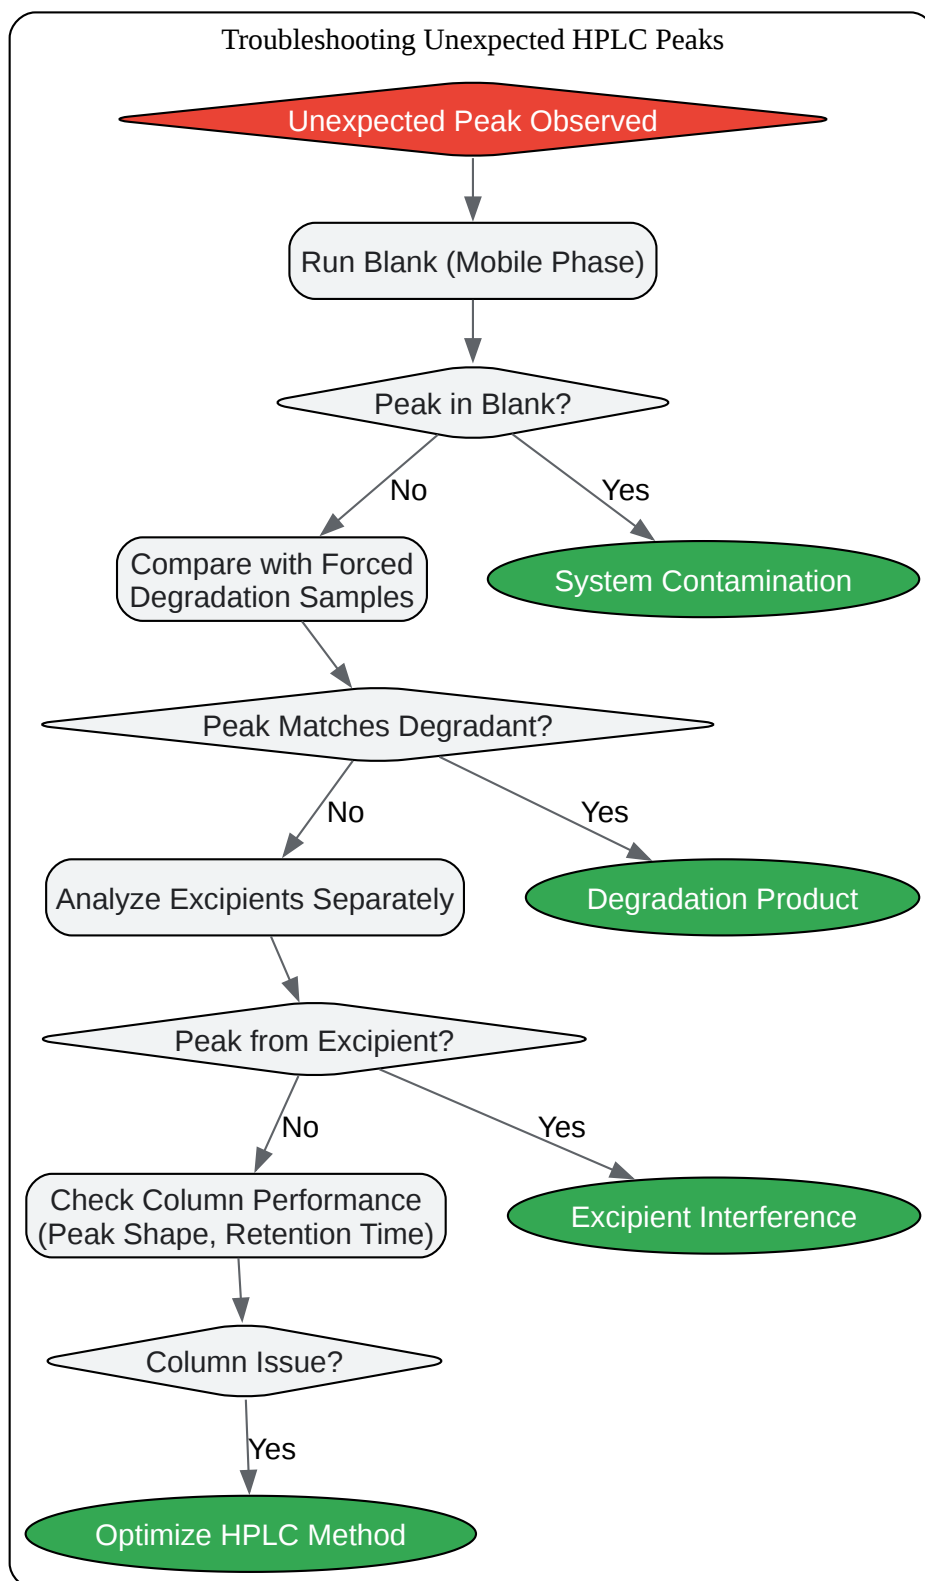 Troubleshooting Unexpected HPLC Peaks
Unexpected Peak Observed
Run Blank (Mobile Phase)
Peak in Blank?
No
Yes
Compare with Forced
Degradation Samples
System Contamination
Peak Matches Degradant?
No
Yes
Analyze Excipients Separately
Degradation Product
Peak from Excipient?
No
Yes
Check Column Performance
(Peak Shape, Retention Time)
Excipient Interference
Column Issue?
Yes
Optimize HPLC Method